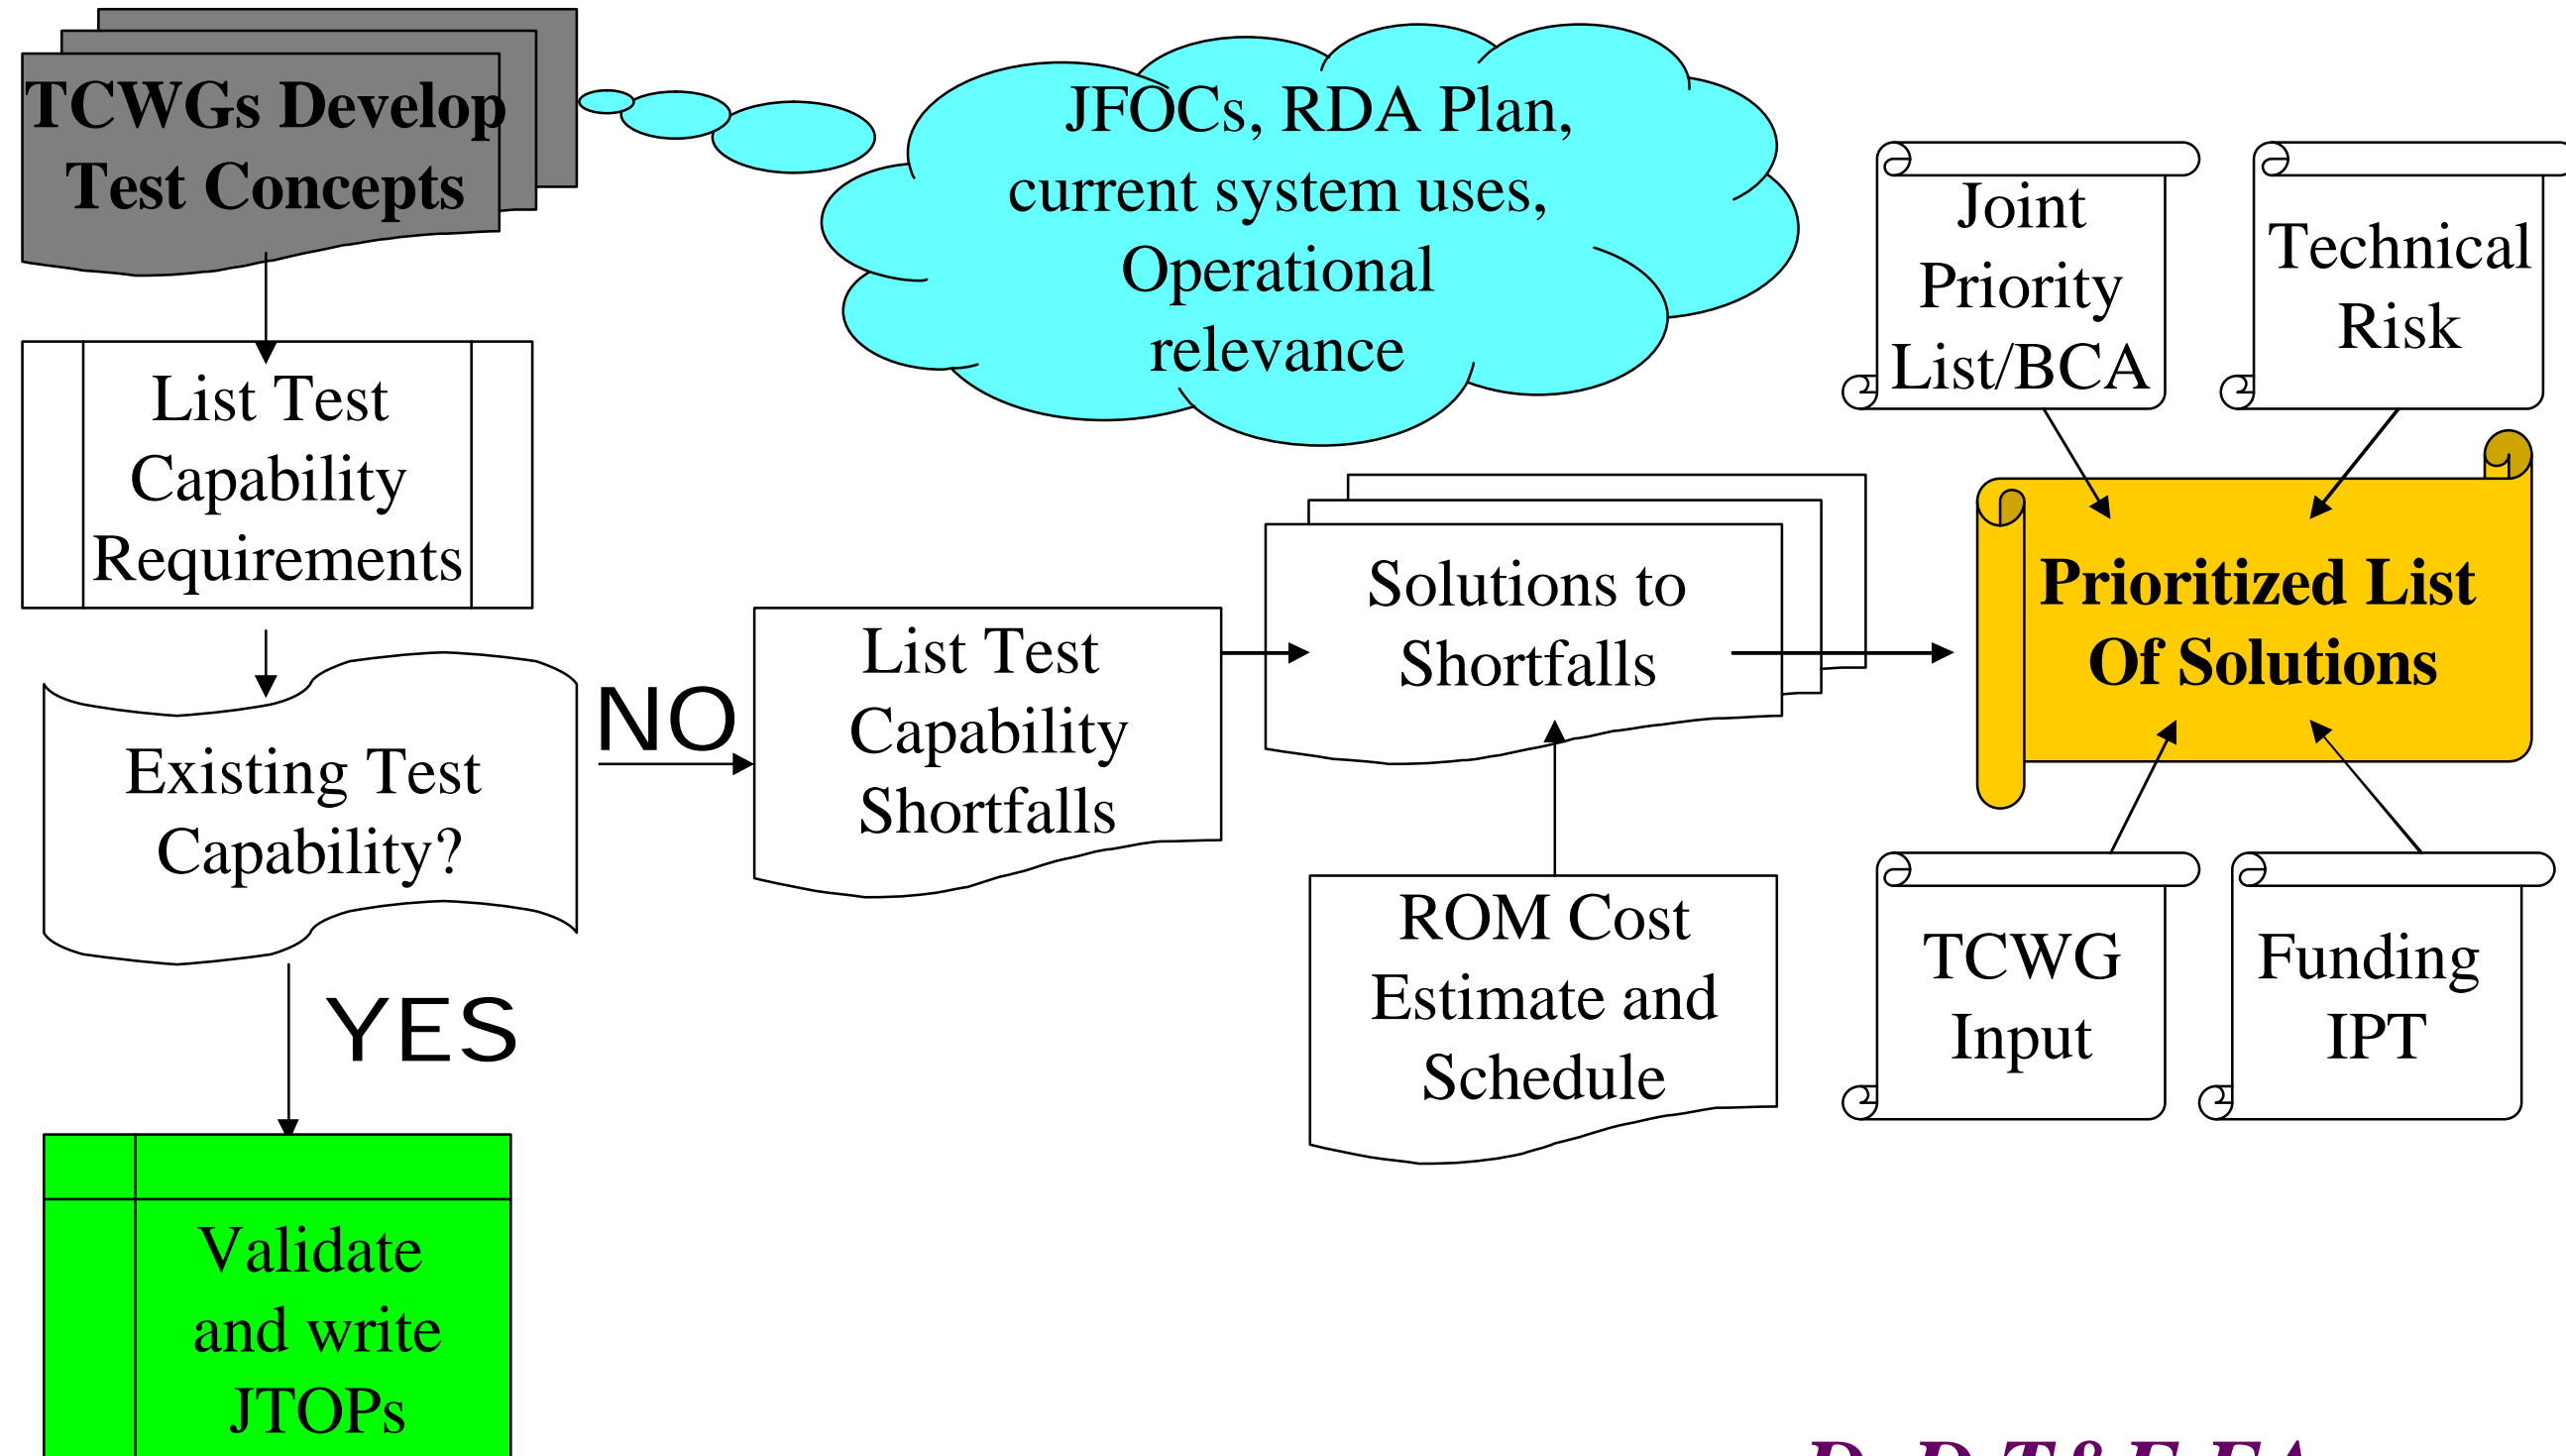 TCWGs Develop
Test Concepts
JFOCs, RDA Plan,
current system uses,
Operational
relevance
Joint
Priority
List/BCA
Technical
Risk
List Test
Capability
Requirements
Existing Test
Capability?
NO
List Test
Capability
Shortfalls
Solutions to
Shortfalls
Prioritized List
Of Solutions
ROM Cost
Estimate and
Schedule
TCWG
Input
Funding
IPT
YES
Validate
and write
JTOPs